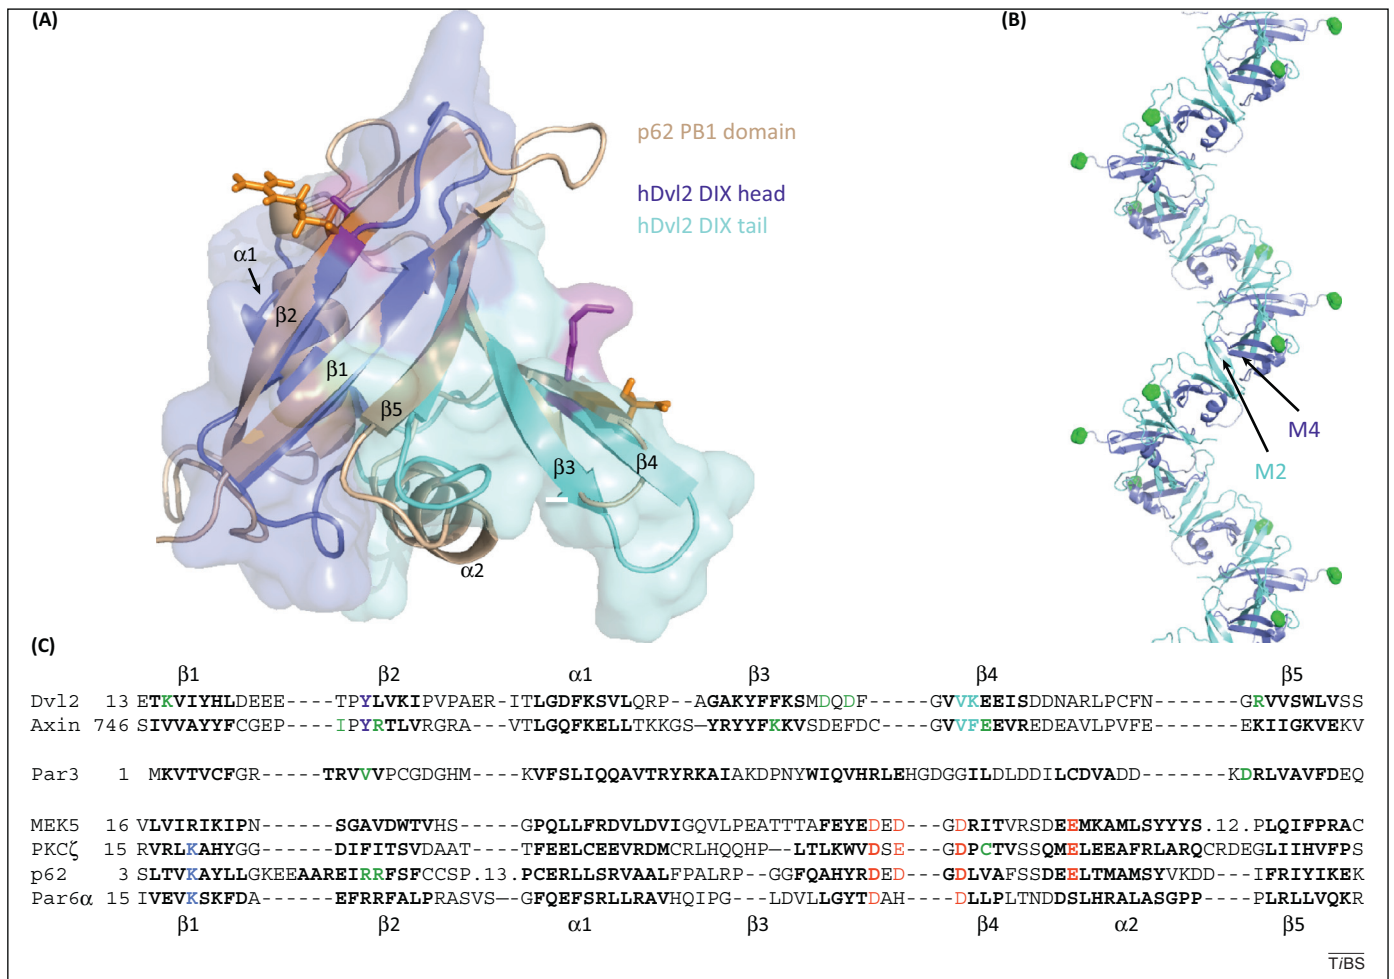 (A)
(B)
p62 PB1 domain
hDvl2 DIX head
hDvl2 DIX tail
α1
β2
β1
β5
β3
β4
α2
M4
M2
(C)
β1 β2 α1 β3 β4 β5
Dvl2 13 ETKVIYHLDEEE----TPYLVKIPVPAER-ITLGDFKSVLQRP--AGAKYFFKSMDQDF----GVVKEEISDDNARLPCFN-------GRVVSWLVSS
Axin 746 SIVVAYYFCGEP----IPYRTLVRGRA---VTLGQFKELLTKKGS—YRYYFKKVSDEFDC---GVVFEEVREDEAVLPVFE-------EKIIGKVEKV
Par3 1 MKVTVCFGR------TRVVVPCGDGHM----KVFSLIQQAVTRYRKAIAKDPNYWIQVHRLEHGDGGILDLDDILCDVADD-----KDRLVAVFDEQ
MEK5 16 VLVIRIKIPN------SGAVDWTVHS-----GPQLLFRDVLDVIGQVLPEATTTAFEYEDED----GDRITVRSDEEMKAMLSYYYS.12.PLQIFPRAC
PKCζ 15 RVRLKAHYGG------DIFITSVDAAT----TFEELCEEVRDMCRLHQQHP—LTLKWVDSE----GDPCTVSSQMELEEAFRLARQCRDEGLIIHVFPS
p62 3 SLTVKAYLLGKEEAAREIRRFSFCCSP.13.PCERLLSRVAALFPALRP--GGFQAHYRDED----GDLVAFSSDEELTMAMSYVKDD---IFRIYIKEK
Par6α 15 IVEVKSKFDA------EFRRFALPRASVS—GFQEFSRLLRAVHQIPG---LDVLLGYTDAH----DLLPLTNDDSLHRALASGPP-----PLRLLVQKR
β1 β2 α1 β3 β4 α2 β5
TiBS